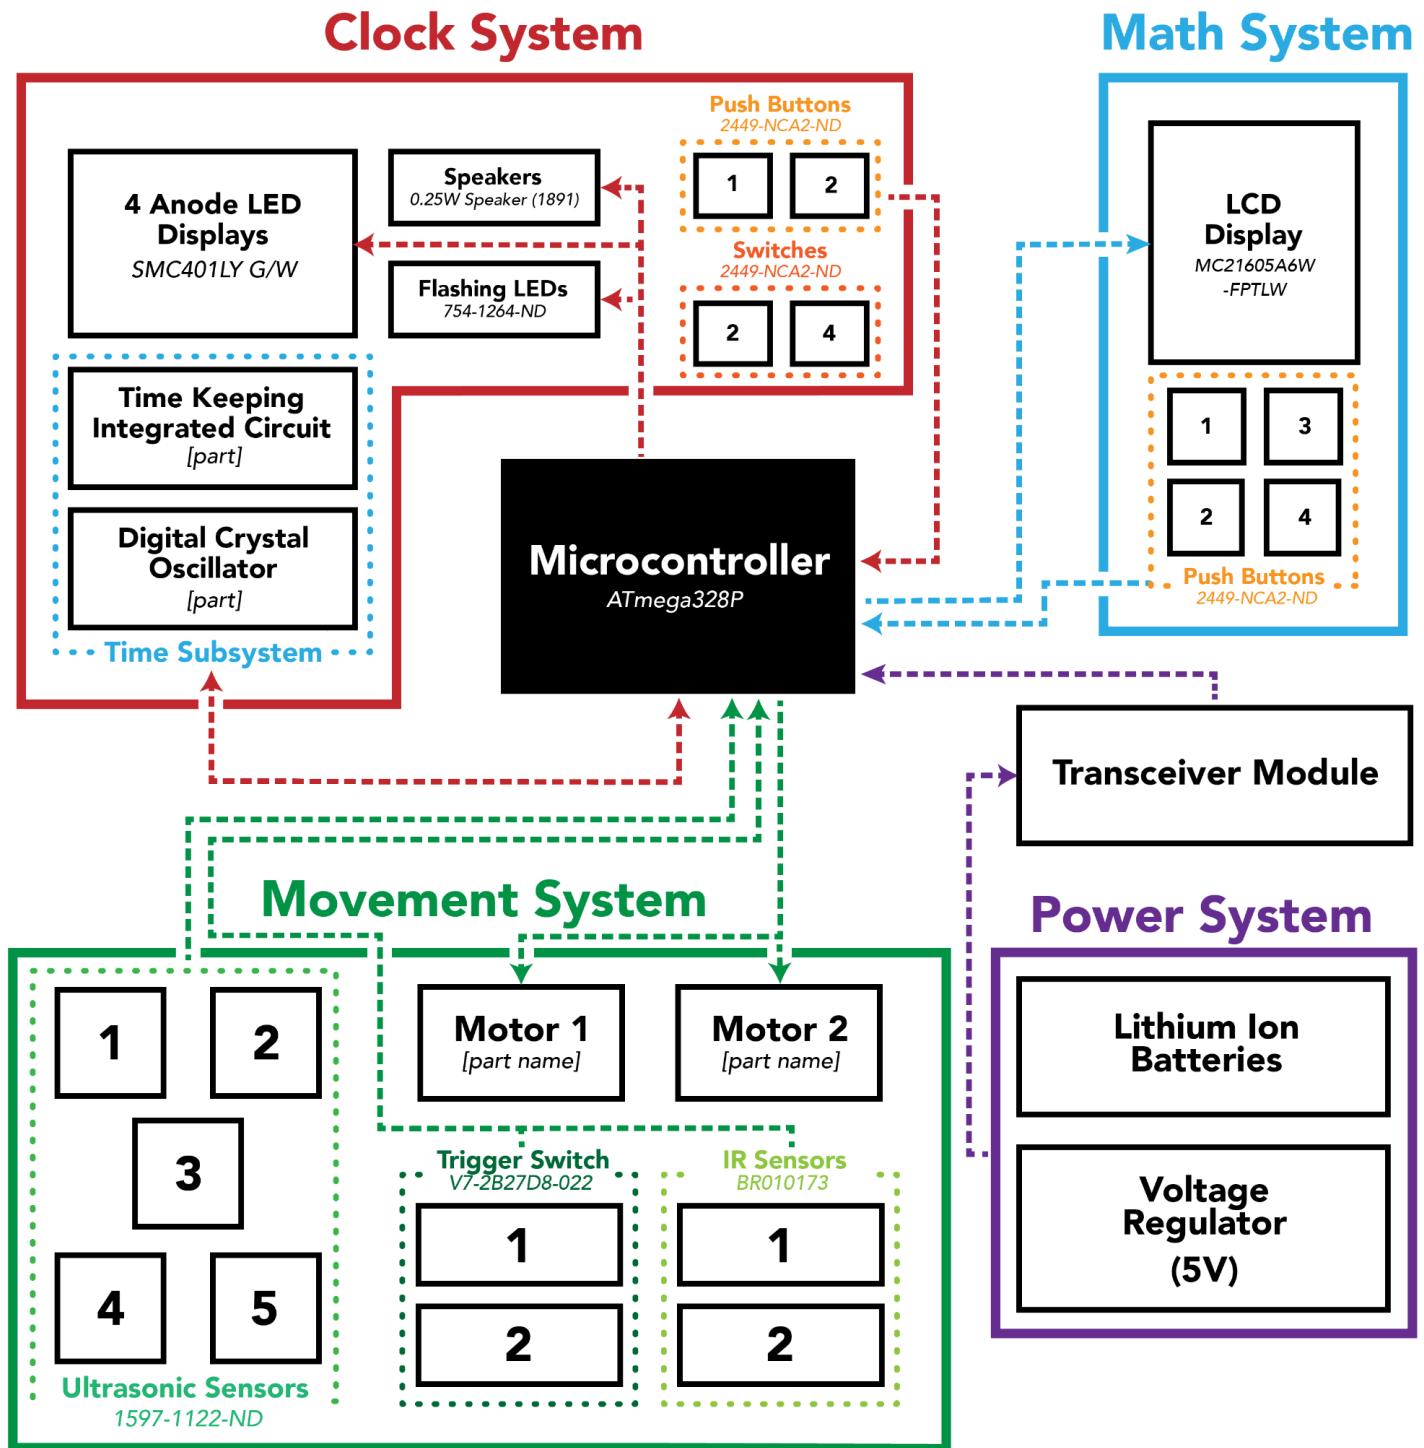 Clock System
Push Buttons
2449-NCA2-ND
1
2
Speakers
0.25W Speaker (1891)
4 Anode LED
Displays
SMC401LY G/W
Flashing LEDs
754-1264-ND
Switches
2449-NCA2-ND
2
4
Time Keeping
Integrated Circuit
[part]
Digital Crystal
Oscillator
[part]
Time Subsystem
Math System
LCD
Display
MC21605A6W
-FPTLW
1
3
2
4
Push Buttons
2449-NCA2-ND
Microcontroller
ATmega328P
Transceiver Module
Movement System
1
2
3
4
5
Ultrasonic Sensors
1597-1122-ND
Motor 1
[part name]
Motor 2
[part name]
Trigger Switch
V7-2B27D8-022
1
2
IR Sensors
BR010173
1
2
Power System
Lithium Ion
Batteries
Voltage
Regulator
(5V)